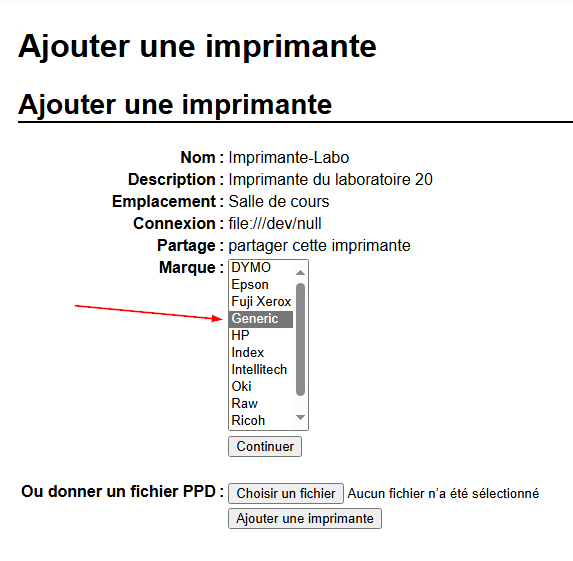 Ajouter une imprimante
Ajouter une imprimante
Nom : Imprimante-Labo
Description : Imprimante du laboratoire 20
Emplacement : Salle de cours
Connexion : file:///dev/null
Partage : partager cette imprimante
Marque : DYMO
Epson
Fuji Xerox
Generic
HP
Index
Intellitech
Oki
Raw
Ricoh
Continuer
Ou donner un fichier PPD : Choisir un fichier Aucun fichier n'a été sélectionné
Ajouter une imprimante